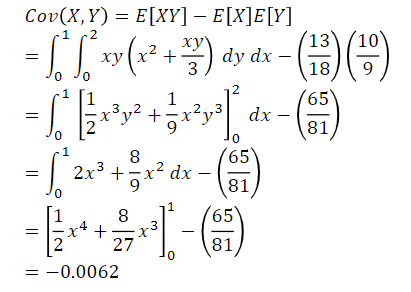 Cov(X,Y) = E[XY] − E[X]E[Y]
= ∫₀¹ ∫₀² xy (x² + xy/3) dy dx − (13/18) (10/9)
= ∫₀¹ [1/2 x³y² + 1/9 x²y³]₀² dx − (65/81)
= ∫₀¹ 2x³ + 8/9 x² dx − (65/81)
= [1/2 x⁴ + 8/27 x³]₀¹ − (65/81)
= −0.0062